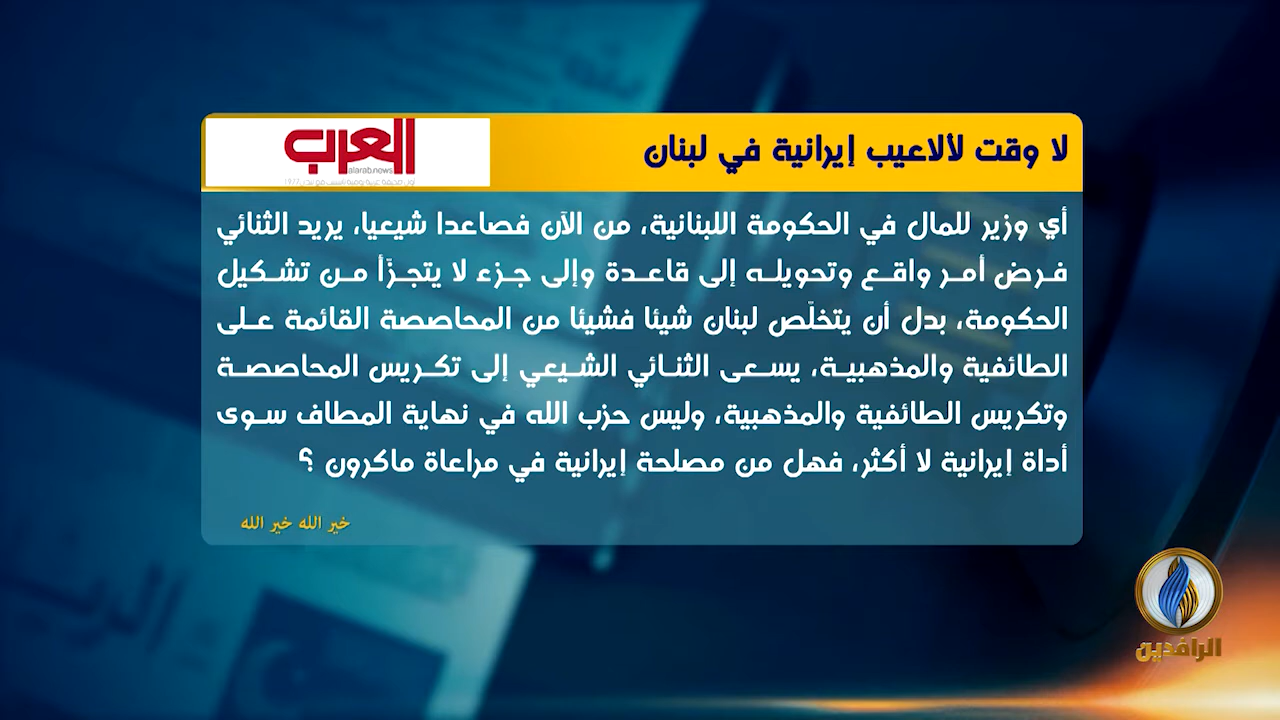 لا وقت لألاعيب إيرانية في لبنان
العرب
alarab.news
أي وزير للمال في الحكومة اللبنانية، من الآن فصاعدا شيعيا، يريد الثنائي
فرض أمر واقع وتحويله إلى قاعدة وإلى جزء لا يتجزّأ من تشكيل
الحكومة، بدل أن يتخلّص لبنان شيئا فشيئا من المحاصصة القائمة على
الطائفية والمذهبية، يسعى الثنائي الشيعي إلى تكريس المحاصصة
وتكريس الطائفية والمذهبية، وليس حزب الله في نهاية المطاف سوى
أداة إيرانية لا أكثر، فهل من مصلحة إيرانية في مراعاة ماكرون ؟
خير الله خير الله
الرافدين